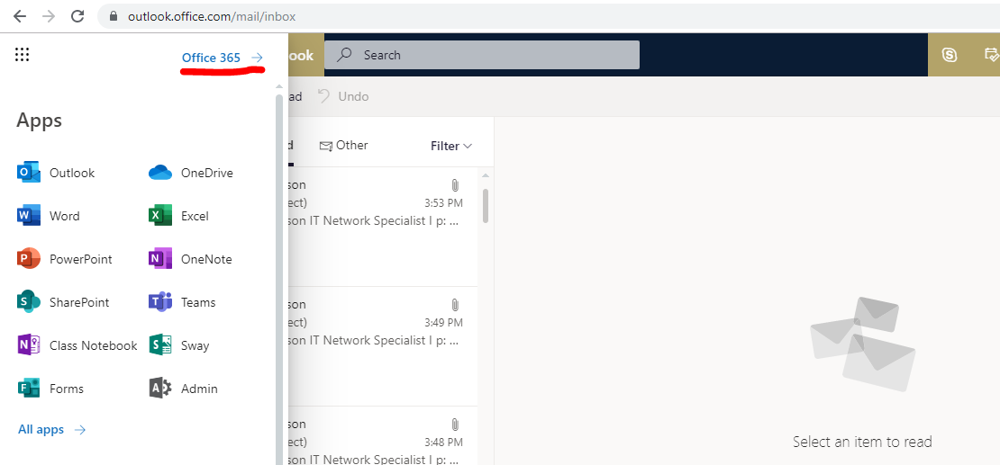 outlook.office.com/mail/inbox
Office 365
ook
Search
ad
Undo
Apps
Outlook
OneDrive
Word
Excel
PowerPoint
OneNote
SharePoint
Teams
Class Notebook
Sway
Forms
Admin
All apps
d
Other
Filter
son
ect)
3:53 PM
son IT Network Specialist I p: ...
son
ect)
3:49 PM
son IT Network Specialist I p: ...
son
ect)
3:48 PM
son IT Network Specialist I p: ...
Select an item to read